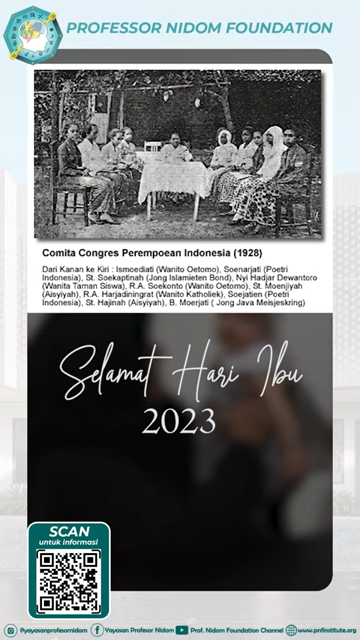 PROFESSOR NIDOM FOUNDATION
Comita Congres Perempoean Indonesia (1928)
Dari Kanan ke Kiri : Ismoediati (Wanito Oetomo), Soenarjati (Poetri
Indonesia), St. Soekaptinah (Jong Islamieten Bond), Nyi Hadjar Dewantoro
(Wanita Taman Siswa), R.A. Soekonto (Wanito Oetomo), St. Moenjiyah
(Aisyiyah), R.A. Harjadiningrat (Wanito Katholiek), Soejatien (Poetri
Indonesia), St. Hajinah (Aisyiyah), B. Moerjati ( Jong Java Meisjeskring)
Selamat Hari Ibu
2023
SCAN
untuk informasi
@yayasanprofesornidom Yayasan Profesor Nidom Prof. Nidom Foundation Channel www.pnfinstitute.org